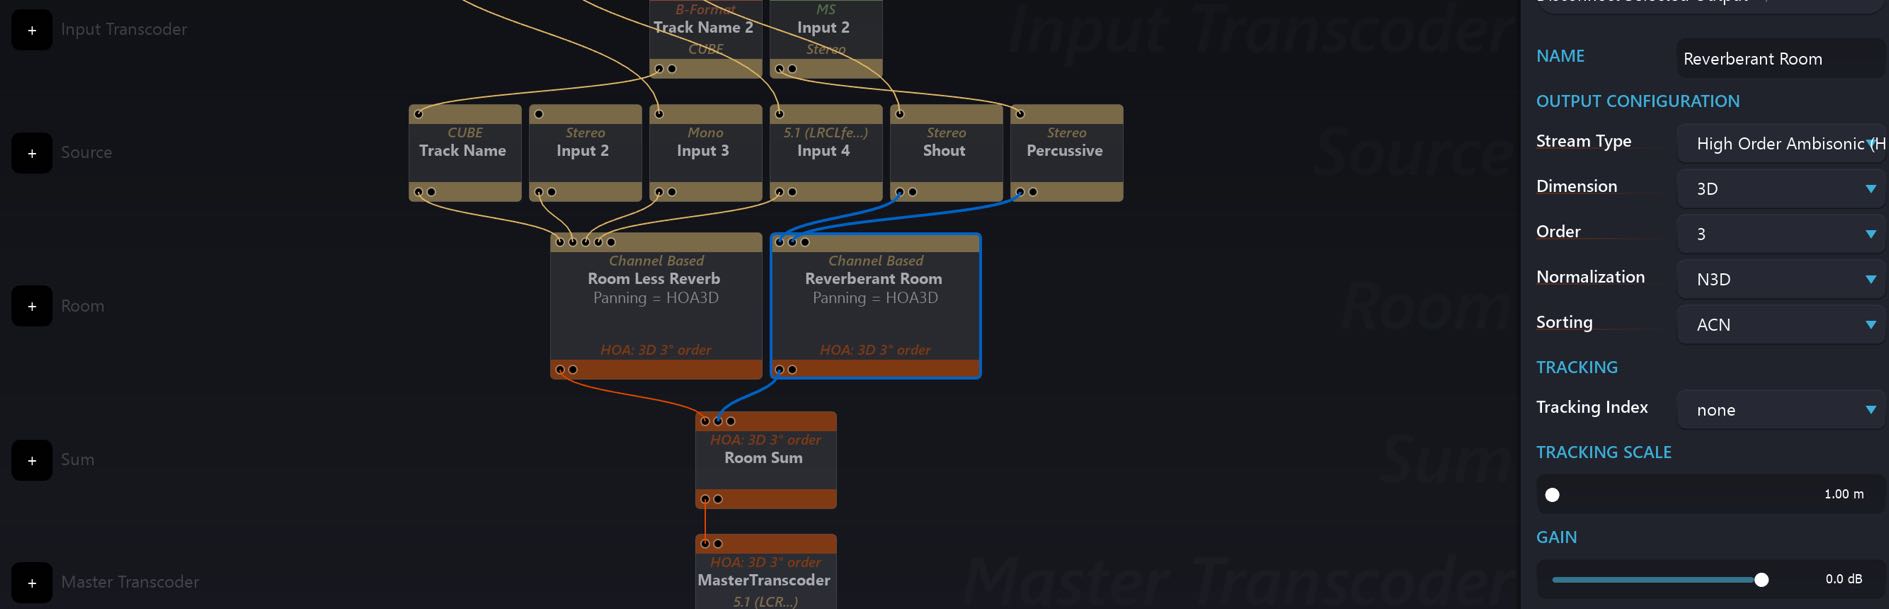 Disconnect Selected Output
B-Format
MS
+
Input Transcoder
Track Name 2
Input 2
CUBE
Stereo
Input Transcoder
+
Source
CUBE
Track Name
Stereo
Input 2
Mono
Input 3
5.1 (LRCLfe...)
Input 4
Stereo
Shout
Stereo
Percussive
Source
+
Room
Channel Based
Room Less Reverb
Panning = HOA3D
HOA: 3D 3° order
Channel Based
Reverberant Room
Panning = HOA3D
HOA: 3D 3° order
Room
+
Sum
HOA: 3D 3° order
Room Sum
Sum
+
Master Transcoder
HOA: 3D 3° order
MasterTranscoder
5.1 (LCR...)
Master Transcoder
NAME
Reverberant Room
OUTPUT CONFIGURATION
Stream Type
High Order Ambisonic (H
Dimension
3D
Order
3
Normalization
N3D
Sorting
ACN
TRACKING
Tracking Index
none
TRACKING SCALE
1.00 m
GAIN
0.0 dB